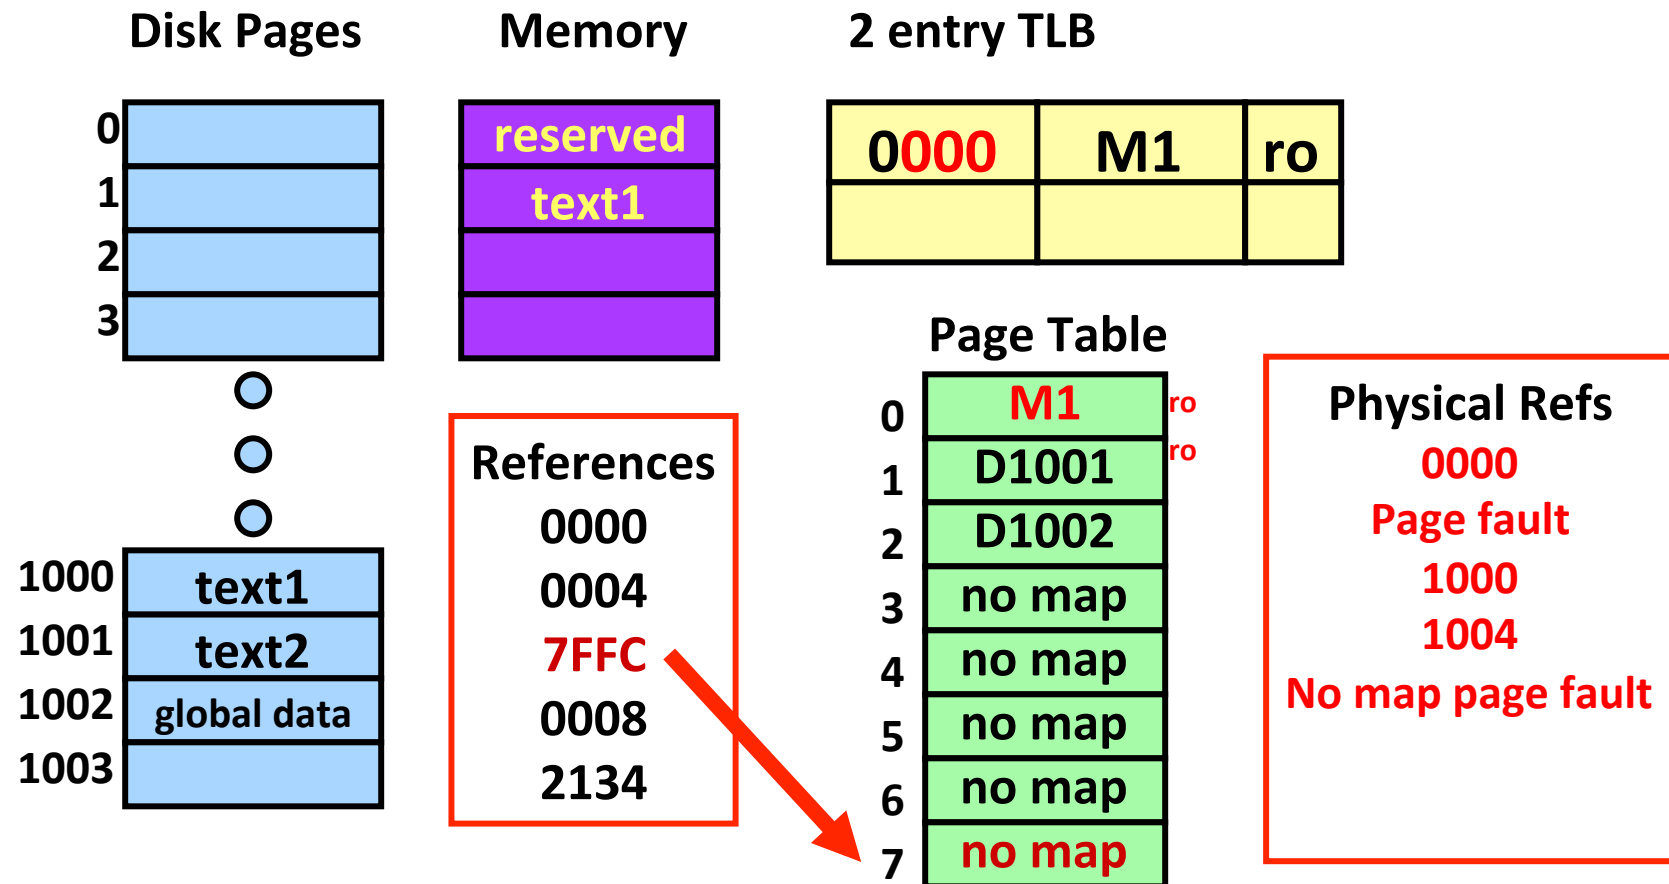 Disk Pages
0
1
2
3
1000 text1
1001 text2
1002 global data
1003
Memory
reserved
text1
References
0000
0004
7FFC
0008
2134
2 entry TLB
0000 M1 ro
Page Table
0 M1 ro
1 D1001 ro
2 D1002
3 no map
4 no map
5 no map
6 no map
7 no map
Physical Refs
0000
Page fault
1000
1004
No map page fault